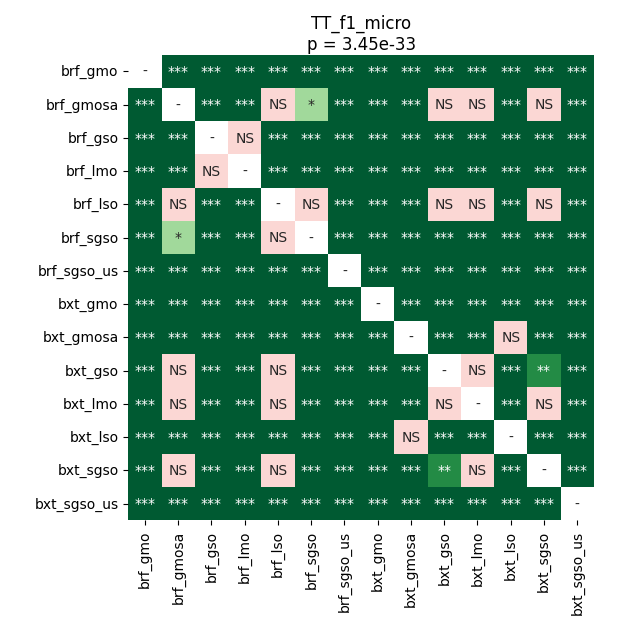 TT_f1_micro
p = 3.45e-33
brf_gmo - *** *** *** *** *** *** *** *** *** *** *** *** ***
brf_gmosa *** - *** *** NS * *** *** *** NS NS *** NS ***
brf_gso *** *** - NS *** *** *** *** *** *** *** *** *** ***
brf_lmo *** *** NS - *** *** *** *** *** *** *** *** *** ***
brf_lso *** NS *** *** - NS *** *** *** NS NS *** NS ***
brf_sgso *** * *** *** NS - *** *** *** *** *** *** *** ***
brf_sgso_us *** *** *** *** *** *** - *** *** *** *** *** *** ***
bxt_gmo *** *** *** *** *** *** *** - *** *** *** *** *** ***
bxt_gmosa *** *** *** *** *** *** *** *** - *** *** NS *** ***
bxt_gso *** NS *** *** NS *** *** *** *** - NS *** ** ***
bxt_lmo *** NS *** *** NS *** *** *** *** NS - *** NS ***
bxt_lso *** *** *** *** *** *** *** *** NS *** *** - *** ***
bxt_sgso *** NS *** *** NS *** *** *** *** ** NS *** - ***
bxt_sgso_us *** *** *** *** *** *** *** *** *** *** *** *** *** -
brf_gmo
brf_gmosa
brf_gso
brf_lmo
brf_lso
brf_sgso
brf_sgso_us
bxt_gmo
bxt_gmosa
bxt_gso
bxt_lmo
bxt_lso
bxt_sgso
bxt_sgso_us